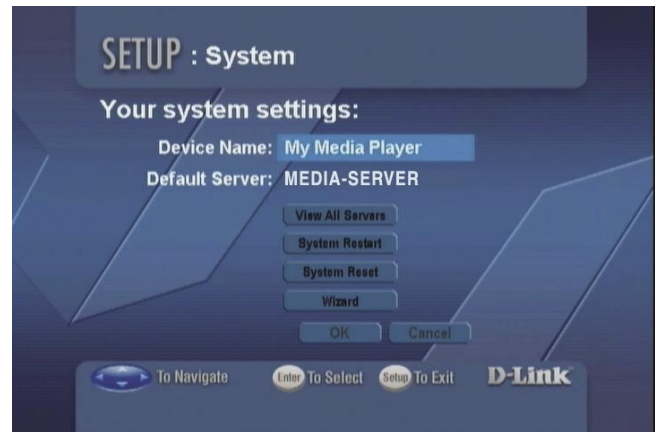 SETUP : System
Your system settings:
Device Name: My Media Player
Default Server: MEDIA-SERVER
View All Servers
System Restart
System Reset
Wizard
OK Cancel
To Navigate Enter To Select Setup To Exit D-Link